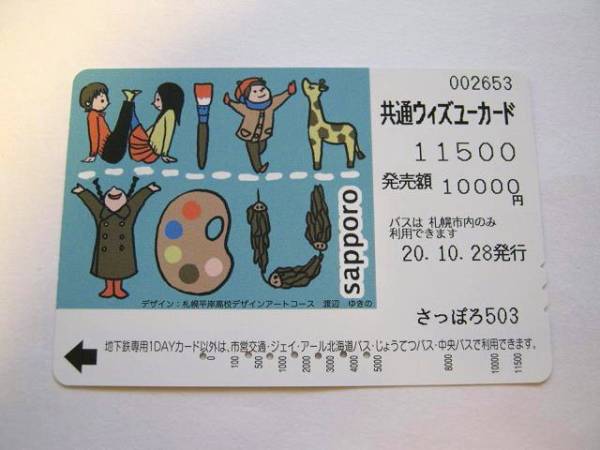 002653
共通ウィズユーカード
11500
発売額 10000円
バスは 札幌市内のみ
利用できます
20.10.28発行
さっぽろ503
WITH
YOU
sapporo
デザイン：札幌平岸高校デザインアートコース 渡辺 ゆきの
地下鉄専用1DAYカード以外は、市営交通・ジェイ・アール北海道バス・じょうてつバス・中央バスで利用できます。
0 100 500 1000 2000 3000 4000 5000 8000 10000 11500